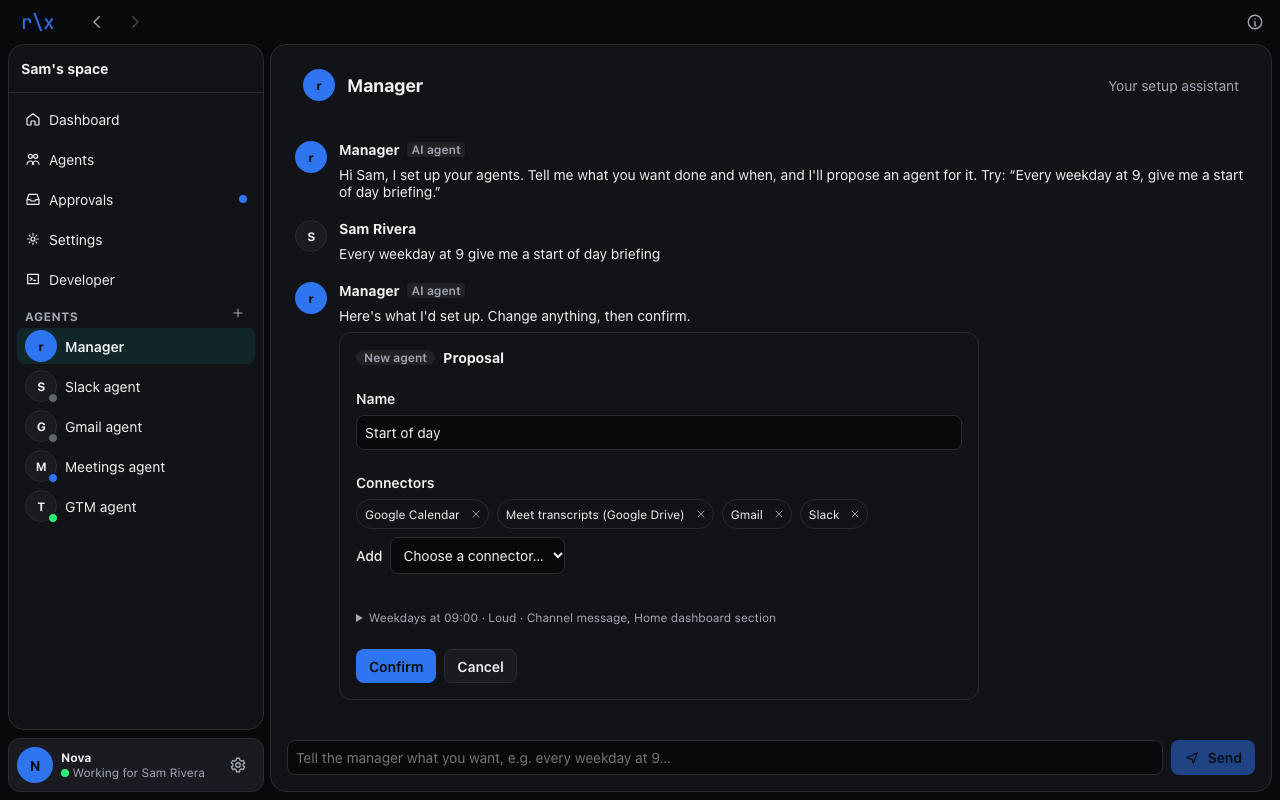 r\x
Sam's space
Dashboard
Agents
Approvals
Settings
Developer
AGENTS
r Manager
S Slack agent
G Gmail agent
M Meetings agent
T GTM agent
N Nova
Working for Sam Rivera
r Manager
Your setup assistant
r Manager AI agent
Hi Sam, I set up your agents. Tell me what you want done and when, and I'll propose an agent for it. Try: “Every weekday at 9, give me a start
of day briefing.”
S Sam Rivera
Every weekday at 9 give me a start of day briefing
r Manager AI agent
Here's what I'd set up. Change anything, then confirm.
New agent Proposal
Name
Start of day
Connectors
Google Calendar × Meet transcripts (Google Drive) × Gmail × Slack ×
Add Choose a connector...
Weekdays at 09:00 · Loud · Channel message, Home dashboard section
Confirm Cancel
Tell the manager what you want, e.g. every weekday at 9...
Send